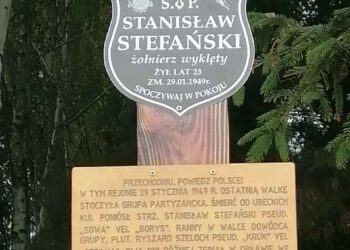 Ś. † P.
STANISŁAW
STEFAŃSKI
żołnierz wyklęty
ŻYŁ LAT 23
ZM. 29.01.1949r.
SPOCZYWAJ W POKOJU
PRZECHODNIU, POWIEDZ POLSCE!
W TYM REJONIE 29 STYCZNIA 1949 R. OSTATNIĄ WALKĘ
STOCZYŁA GRUPA PARTYZANCKA. ŚMIERĆ OD UBECKICH
KUL PONIÓSŁ STRZ. STANISŁAW STEFAŃSKI PSEUD.
"SOWA" VEL "BORYS", RANNY W WALCE DOWÓDCA
GRUPY, PLUT. RYSZARD SZELOCH PSEUD. "KRUK" VEL